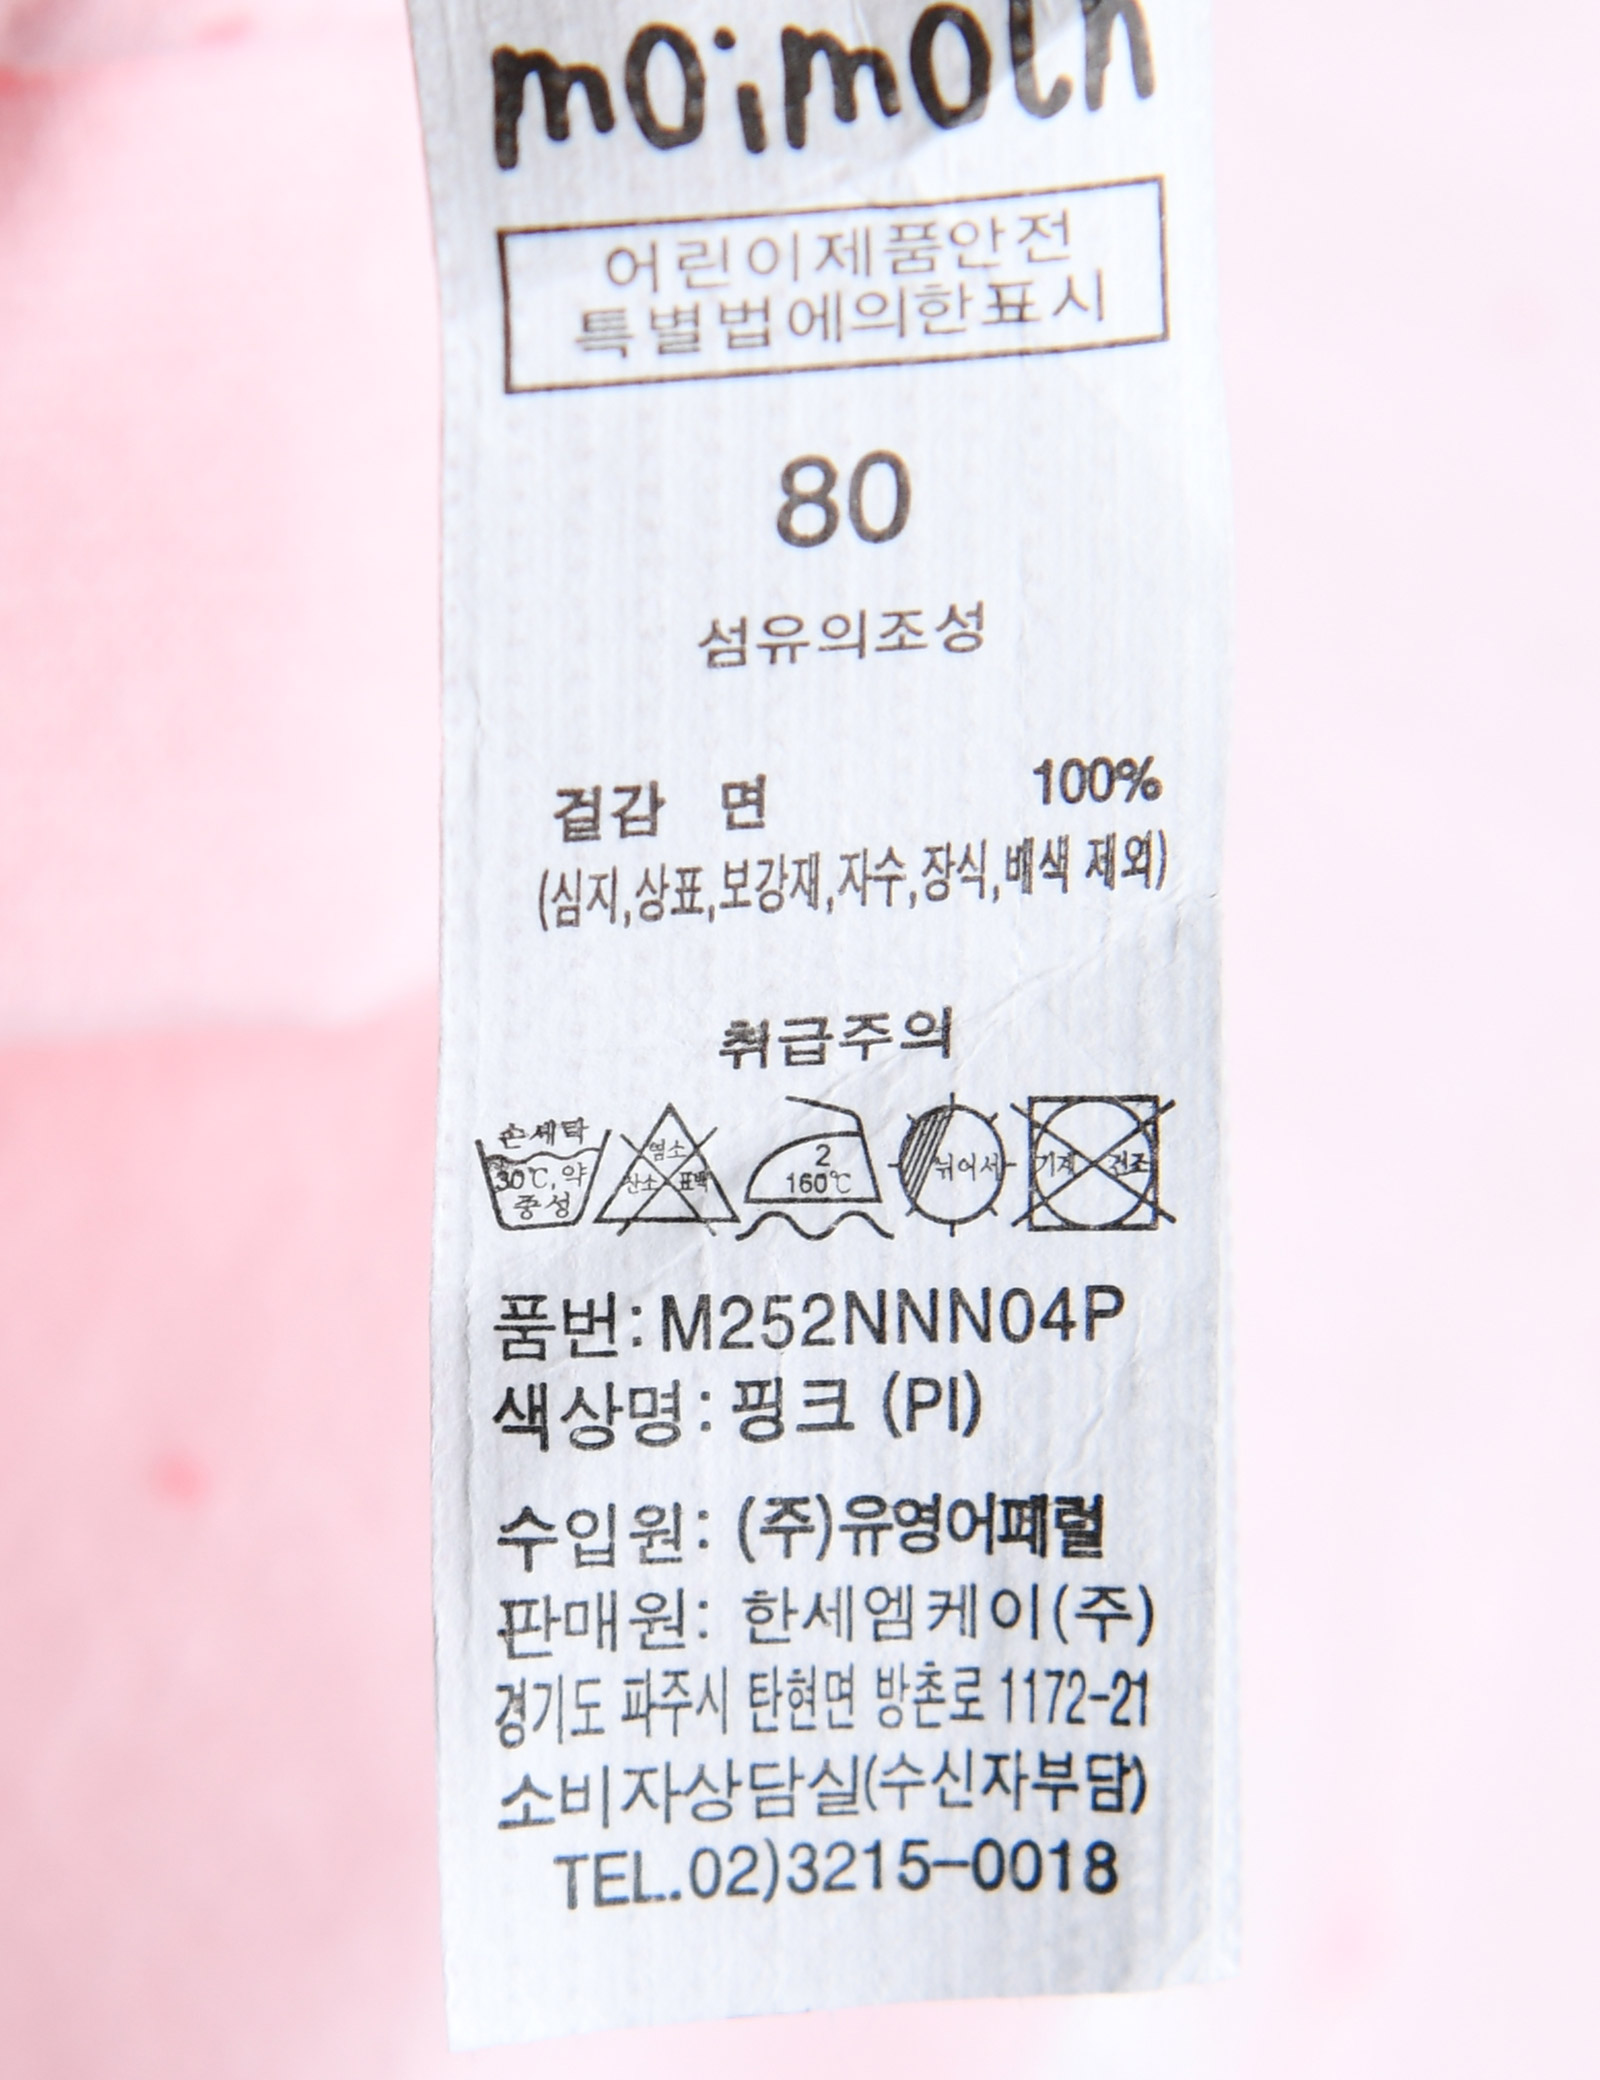 moimoln
어린이제품안전
특별법에의한표시
80
섬유의조성
겉감 면 100%
(심지,상표,보강재,자수,장식,배색 제외)
취급주의
손세탁
30℃,약
중성
염소
산소 표백
2
160℃
뉘어서
기계 건조
품번: M252NNN04P
색상명: 핑크 (PI)
수입원: (주)유영어패럴
판매원: 한세엠케이(주)
경기도 파주시 탄현면 방촌로 1172-21
소비자상담실(수신자부담)
TEL.02)3215-0018